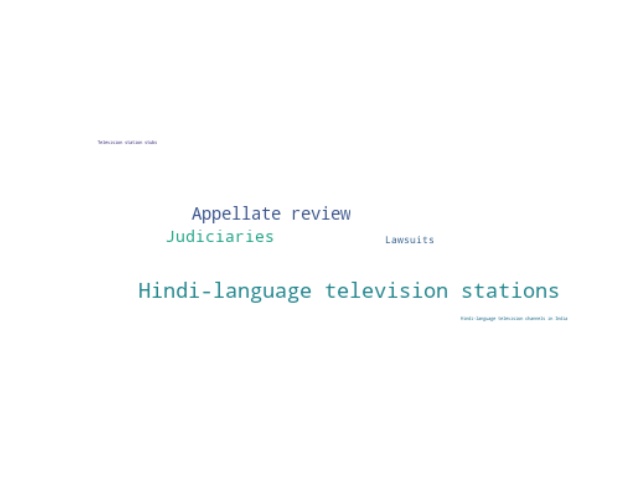 Television station stubs
Appellate review
Judiciaries
Lawsuits
Hindi-language television stations
Hindi-language television channels in India